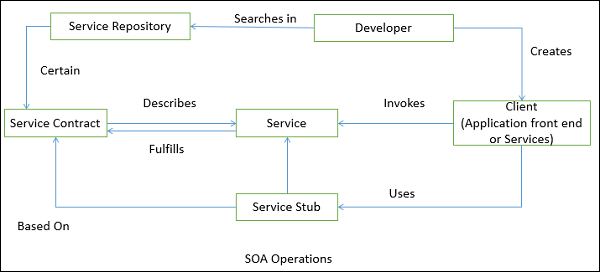 Searches in
Service Repository
Developer
Creates
Certain
Describes
Invokes
Service Contract
Service
Client
(Application front end
or Services)
Fulfills
Uses
Service Stub
Based On
SOA Operations